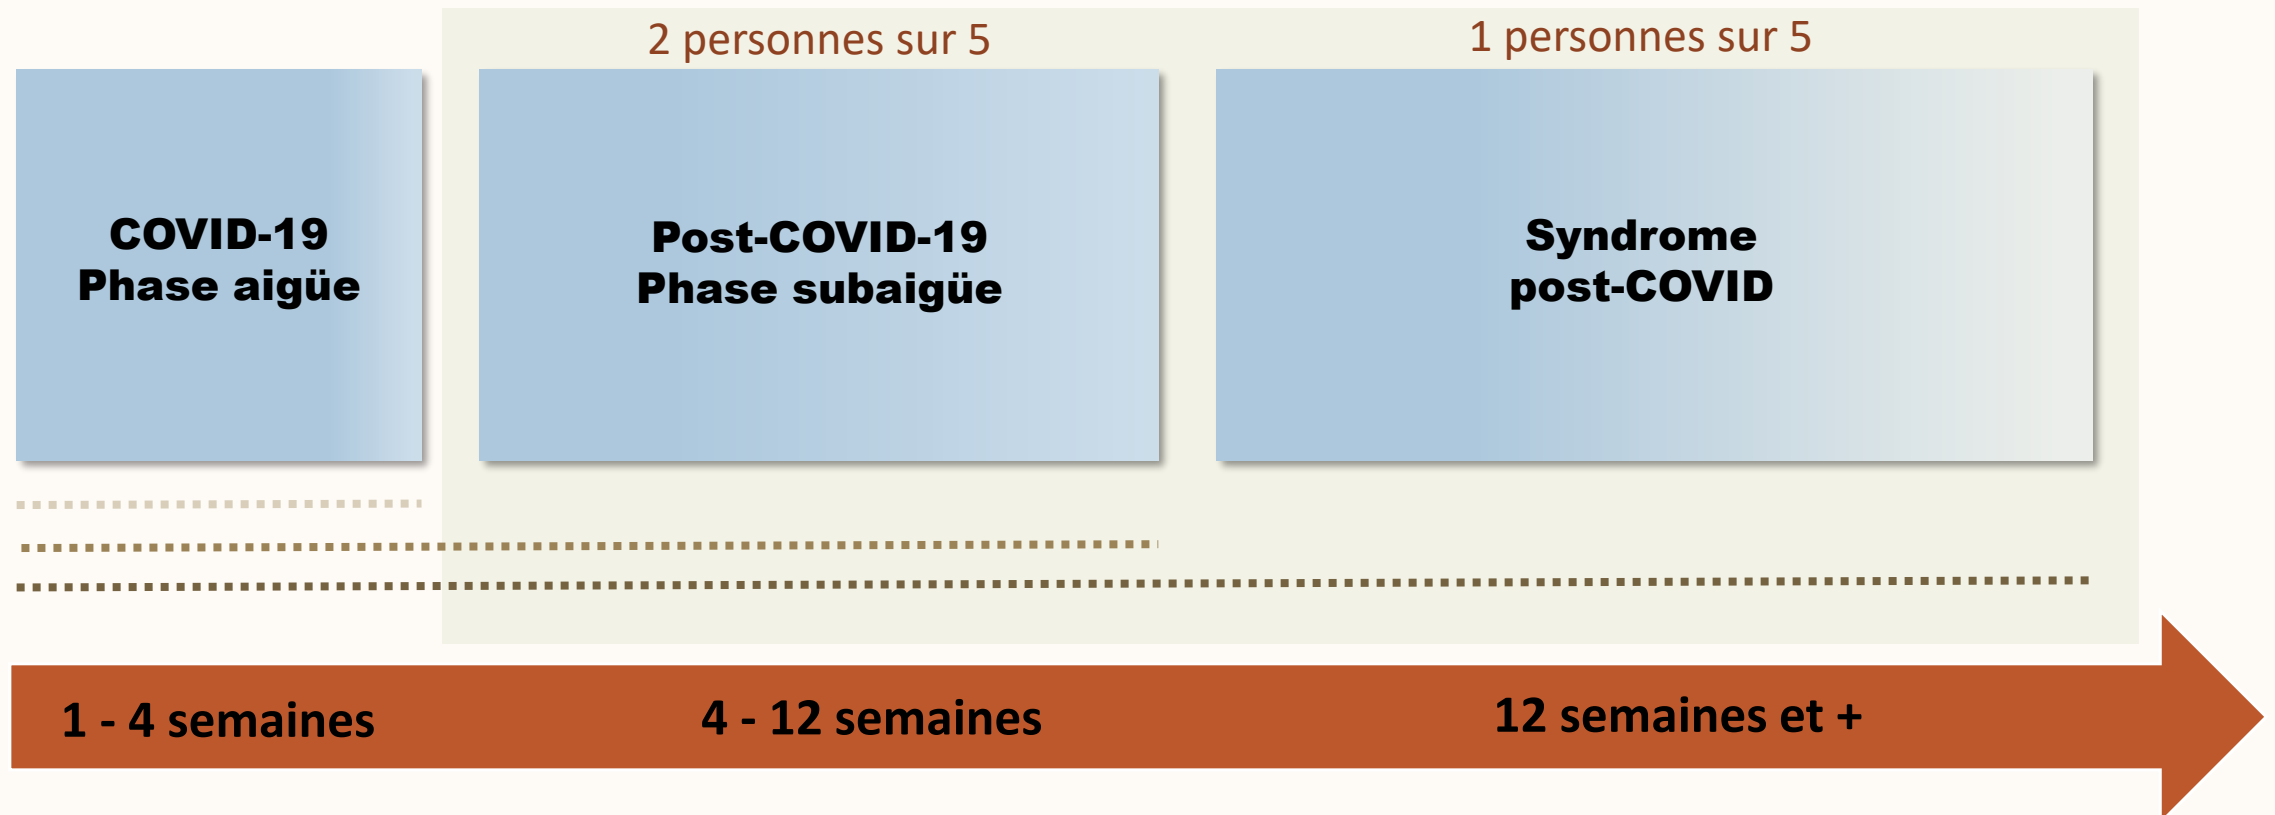 2 personnes sur 5
1 personnes sur 5
COVID-19
Phase aigüe
Post-COVID-19
Phase subaigüe
Syndrome
post-COVID
1 - 4 semaines
4 - 12 semaines
12 semaines et +